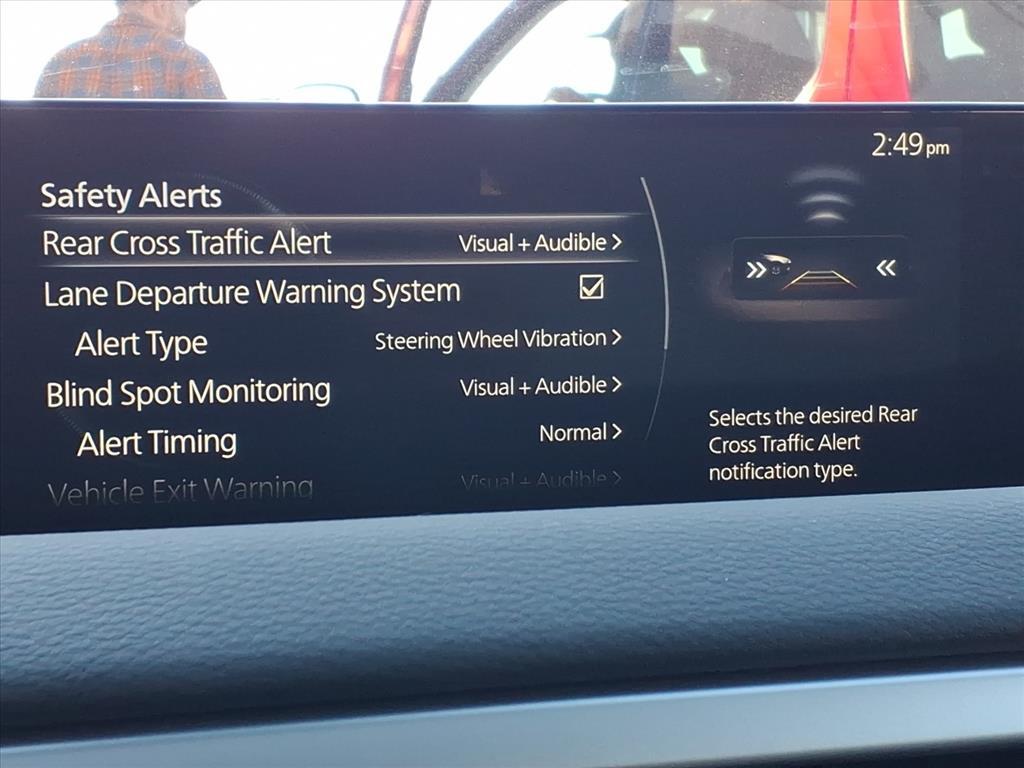 2:49 pm
Safety Alerts
Rear Cross Traffic Alert Visual + Audible >
Lane Departure Warning System
Alert Type Steering Wheel Vibration >
Blind Spot Monitoring Visual + Audible >
Alert Timing Normal >
Vehicle Exit Warning Visual + Audible >
Selects the desired Rear
Cross Traffic Alert
notification type.